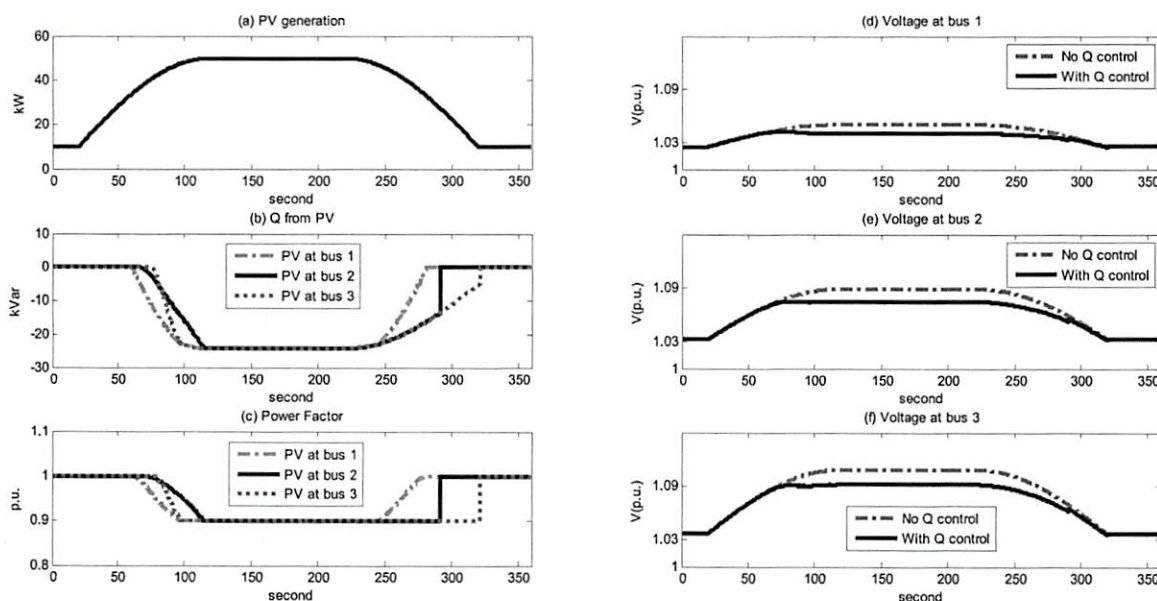 (a) PV generation
60
40
20
0
kW
0 50 100 150 200 250 300 350
second
(b) Q from PV
10
0
-10
-20
-30
kVar
PV at bus 1
PV at bus 2
PV at bus 3
0 50 100 150 200 250 300 350
second
(c) Power Factor
1.1
1
0.9
0.8
p.u.
PV at bus 1
PV at bus 2
PV at bus 3
0 50 100 150 200 250 300 350
second
(d) Voltage at bus 1
No Q control
With Q control
1.09
1.03
1
V(p.u.)
0 50 100 150 200 250 300 350
second
(e) Voltage at bus 2
No Q control
With Q control
1.09
1.03
1
V(p.u.)
0 50 100 150 200 250 300 350
second
(f) Voltage at bus 3
1.09
1.03
1
V(p.u.)
No Q control
With Q control
0 50 100 150 200 250 300 350
second